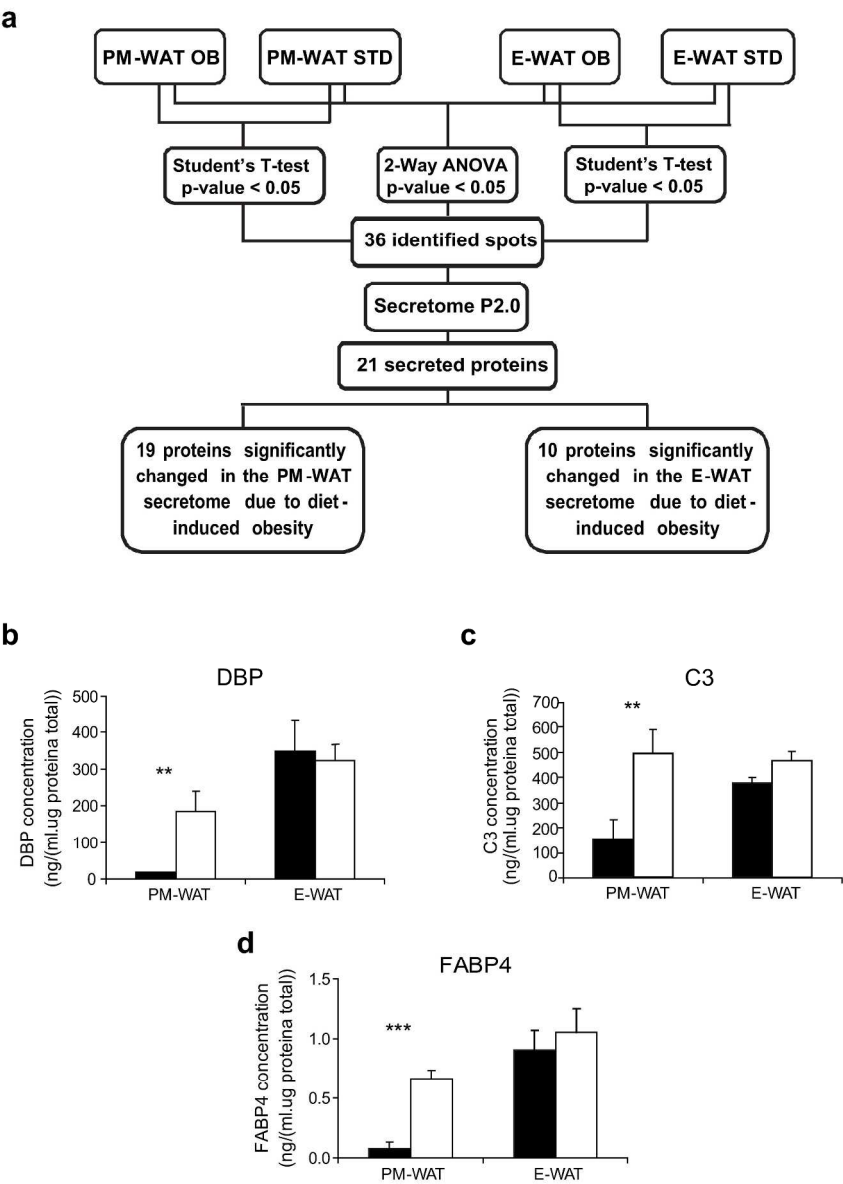 a
PM-WAT OB
PM-WAT STD
E-WAT OB
E-WAT STD
Student's T-test
p-value < 0.05
2-Way ANOVA
p-value < 0.05
Student's T-test
p-value < 0.05
36 identified spots
Secretome P2.0
21 secreted proteins
19 proteins significantly
changed in the PM-WAT
secretome due to diet-
induced obesity
10 proteins significantly
changed in the E-WAT
secretome due to diet-
induced obesity
b
DBP
DBP concentration
(ng/(ml.ug proteina total))
500
400
300
200
100
0
**
PM-WAT
E-WAT
c
C3
C3 concentration
(ng/(ml.ug proteina total))
700
600
500
400
300
200
100
0
**
PM-WAT
E-WAT
d
FABP4
FABP4 concentration
(ng/(ml.ug proteina total))
1.5
1.0
0.5
0.0
***
PM-WAT
E-WAT